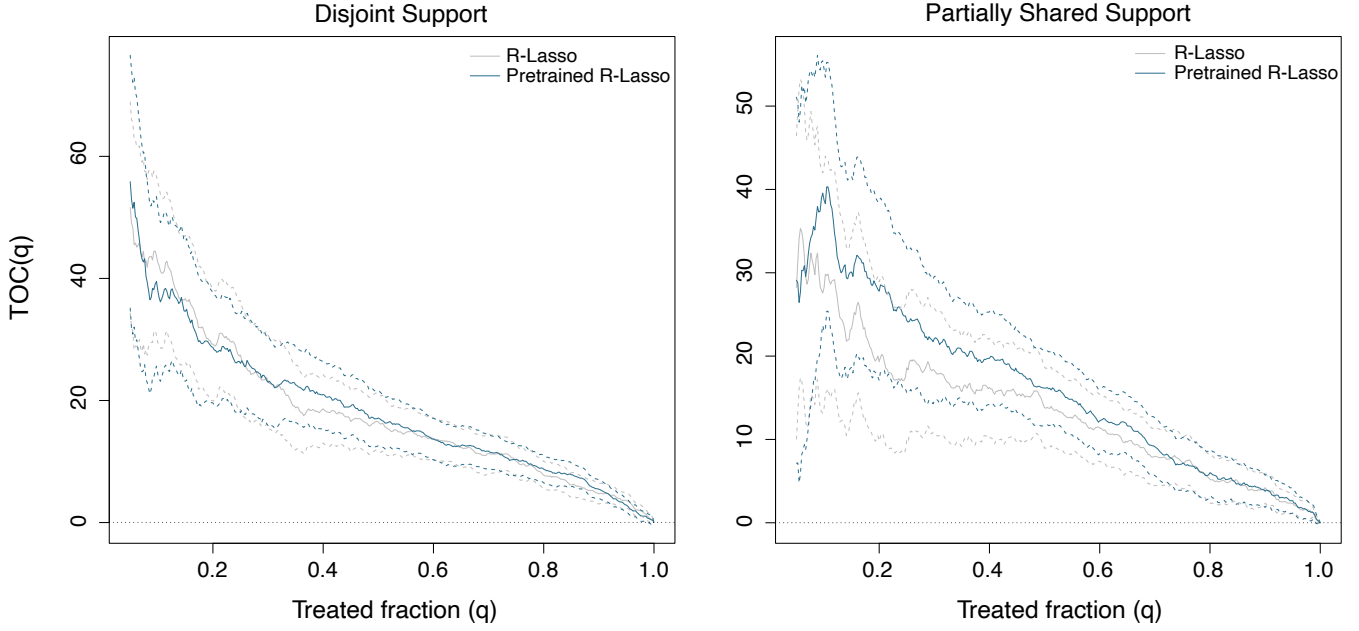 Disjoint Support
R-Lasso
Pretrained R-Lasso
TOC(q)
60
40
20
0
0.2 0.4 0.6 0.8 1.0
Treated fraction (q)
Partially Shared Support
R-Lasso
Pretrained R-Lasso
50
40
30
20
10
0
0.2 0.4 0.6 0.8 1.0
Treated fraction (q)